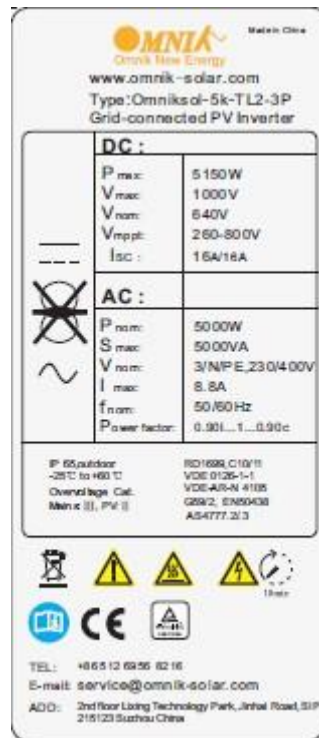 Made in China
OMNIK
Omnik New Energy
www.omnik-solar.com
Type:Omniksol-5k-TL2-3P
Grid-connected PV Inverter
DC :
P max: 5150W
V max: 1000V
V nom: 640V
V mppt: 260-800V
Isc : 16A/16A
AC :
P nom: 5000W
S max: 5000VA
V nom: 3/N/PE,230/400V
I max: 8.8A
f nom: 50/60Hz
Power factor: 0.90i...1...0.90c
IP 65,outdoor
-25℃ to +60℃
Overvoltage Cat.
Main:III, PV:II
RD1699,C10/11
VDE 0126-1-1
VDE-AR-N 4105
G59/2, EN50438
AS4777.2/3
10min
CE
TEL: +86 512 6956 8216
E-mail: service@omnik-solar.com
ADD: 2nd floor Lixing Technology Park, Jinhai Road, SIP
215123 Suzhou China